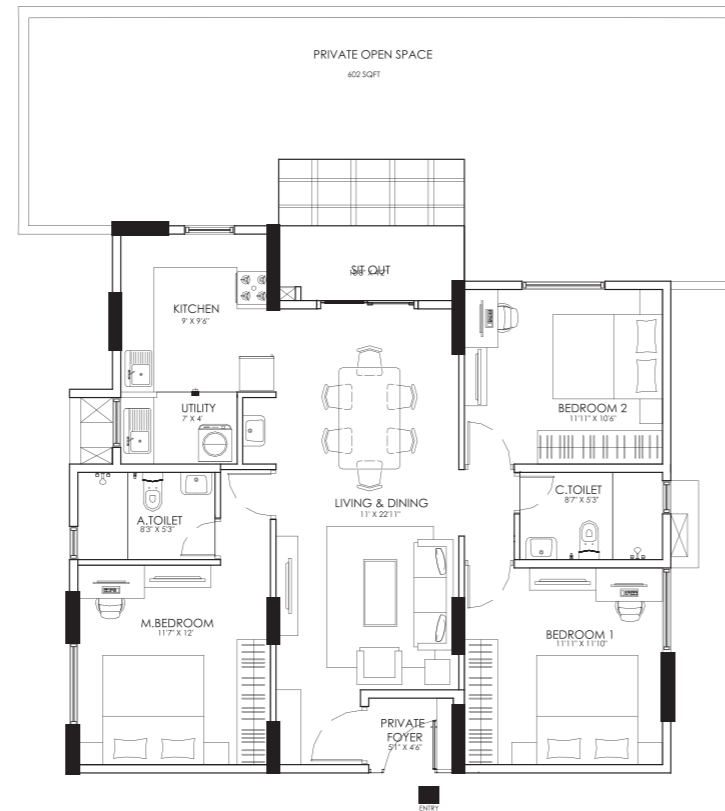 PRIVATE OPEN SPACE
602 SQFT
SIT OUT
KITCHEN
9' X 9'6"
UTILITY
7' X 4'
BEDROOM 2
11'11" X 10'6"
LIVING & DINING
11' X 22'11"
C.TOILET
8'7" X 5'3"
A.TOILET
8'3" X 5'3"
M.BEDROOM
11'7" X 12'
BEDROOM 1
11'11" X 11'10"
PRIVATE
FOYER
5'1" X 4'6"
ENTRY